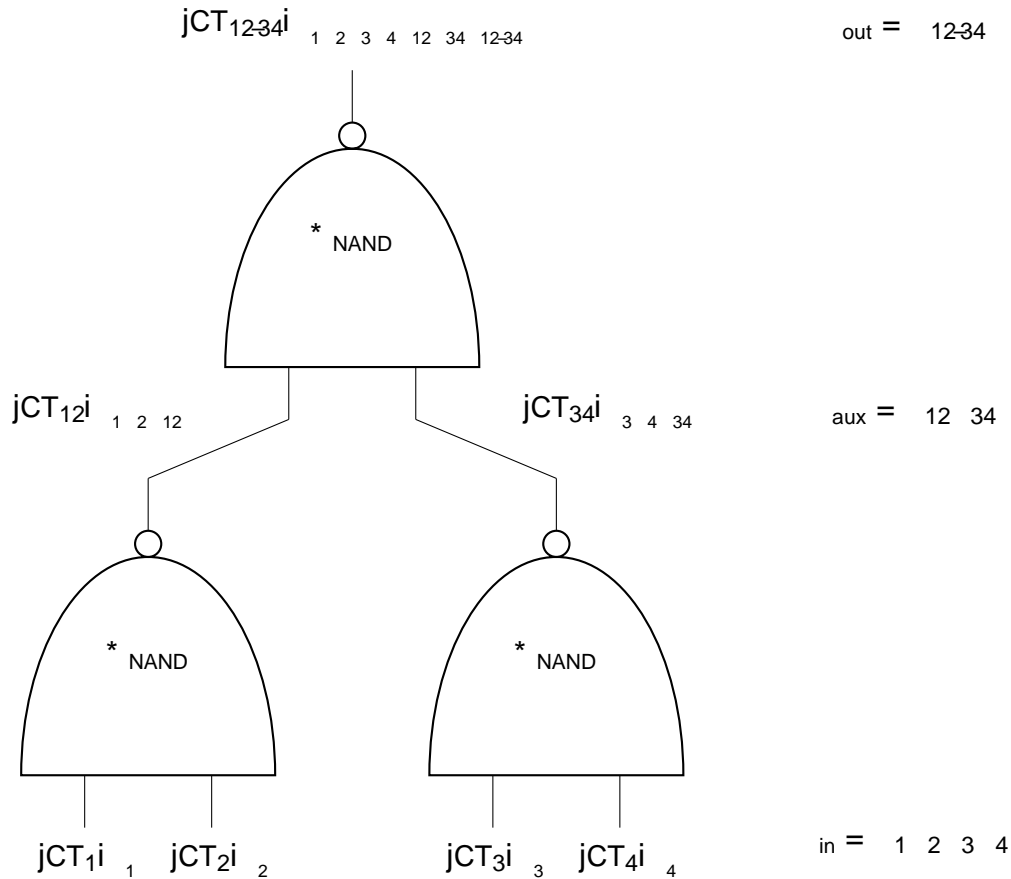 jCT12-34i 1 2 3 4 12 34 12-34 out = 12-34
* NAND
jCT12i 1 2 12 jCT34i 3 4 34 aux = 12 34
* NAND * NAND
jCT1i 1 jCT2i 2 jCT3i 3 jCT4i 4 in = 1 2 3 4